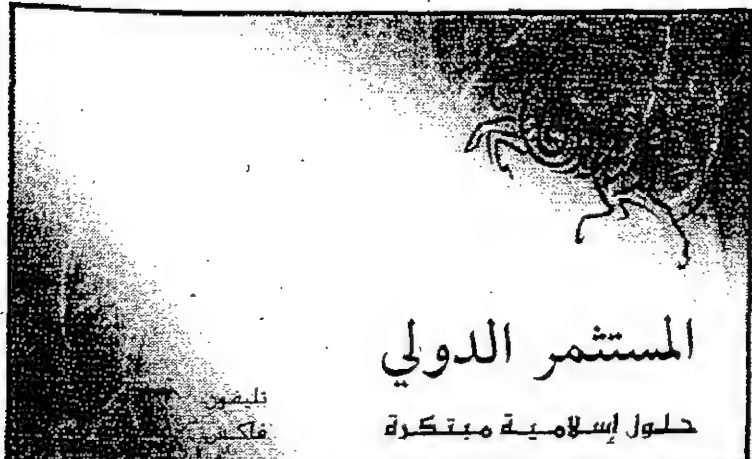 المستثمر الدولي
حلول إسلامية مبتكرة
تليفون
فاكس